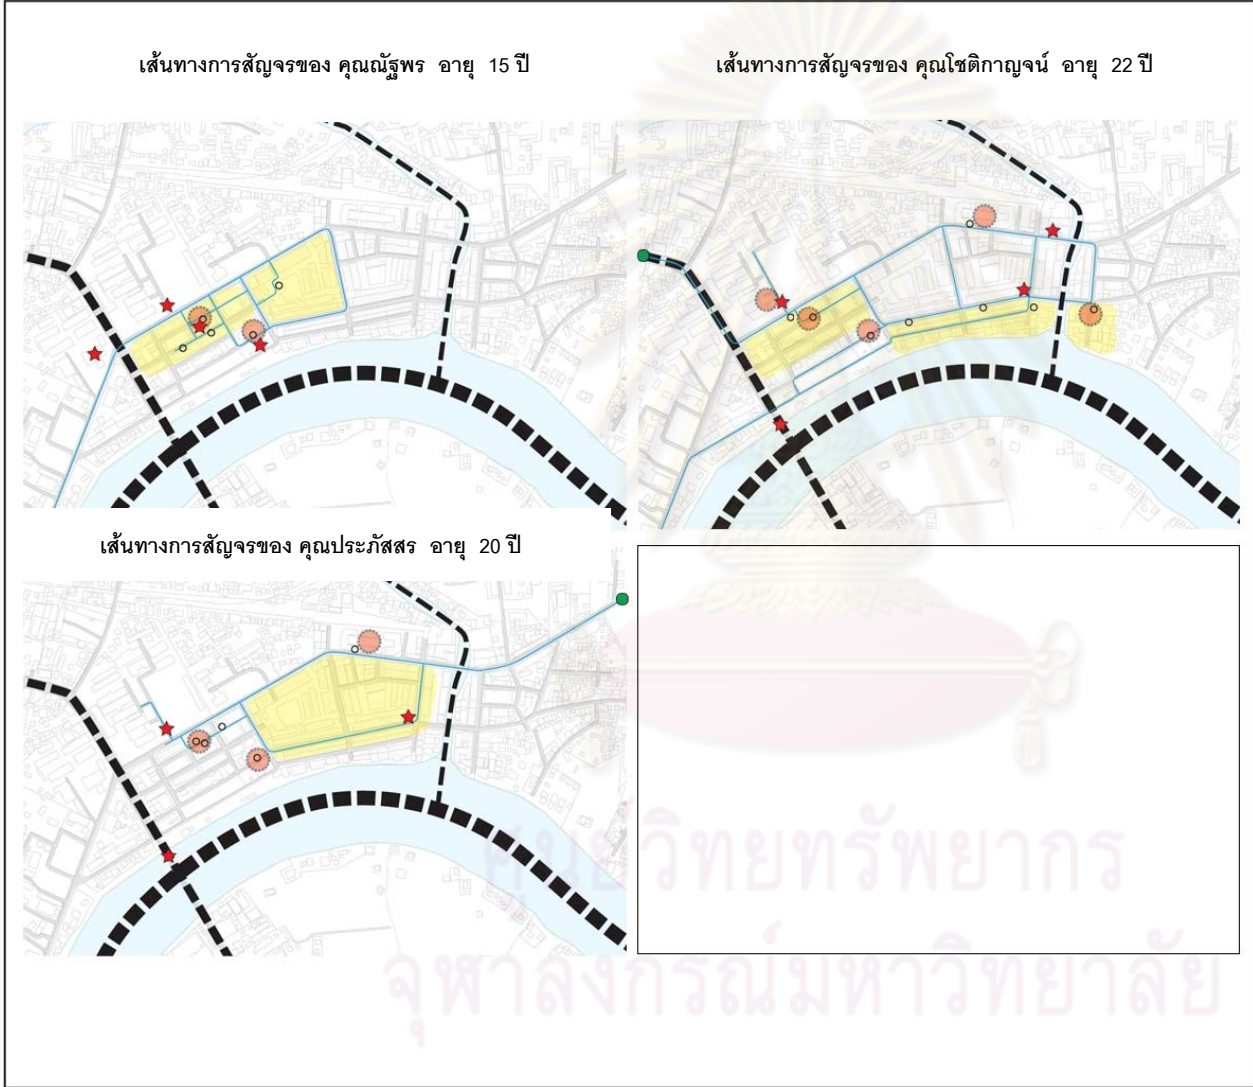 เส้นทางการสัญจรของ คุณณัฐพร อายุ 15 ปี
เส้นทางการสัญจรของ คุณโชติกาญจน์ อายุ 22 ปี
เส้นทางการสัญจรของ คุณประภัสสร อายุ 20 ปี
ศูนย์วิทยทรัพยากร
จุฬาลงกรณ์มหาวิทยาลัย